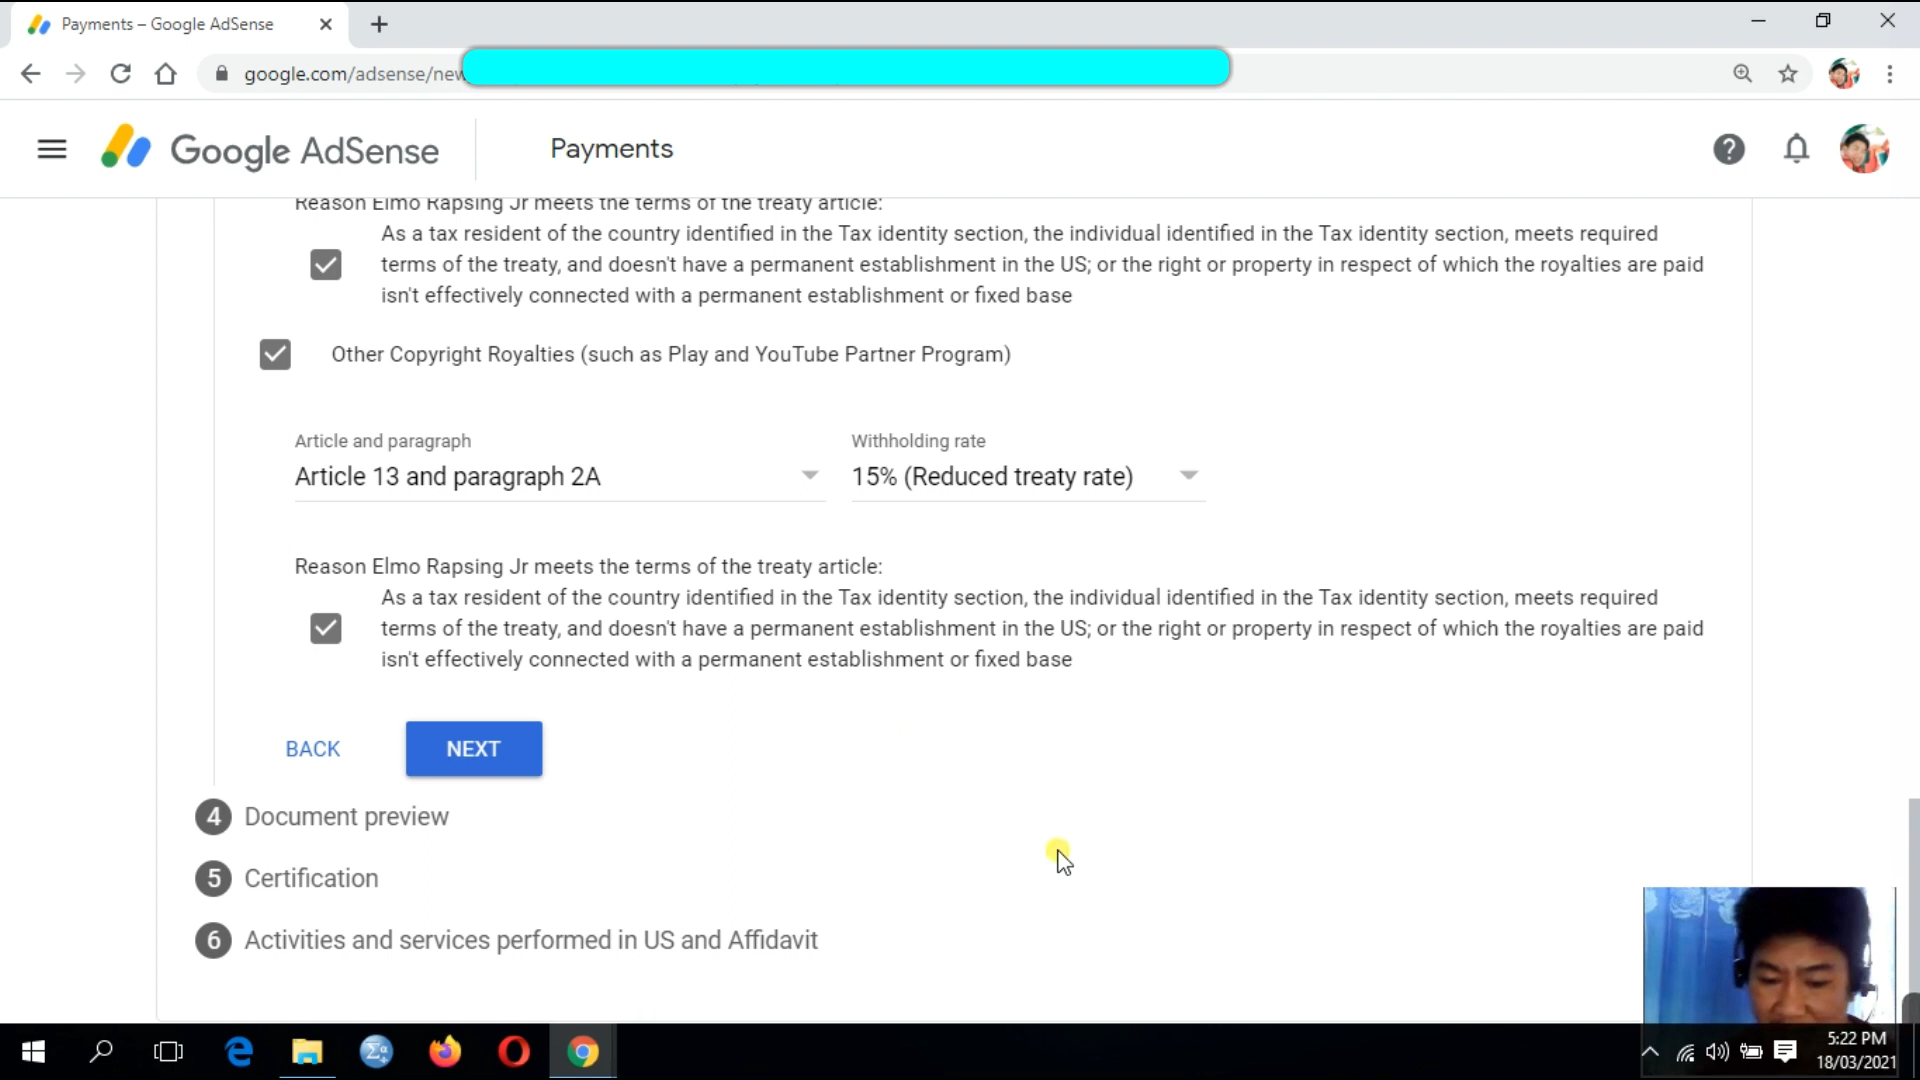 Payments – Google AdSense
google.com/adsense/new
Google AdSense
Payments
Reason Elmo Rapsing Jr meets the terms of the treaty article:
As a tax resident of the country identified in the Tax identity section, the individual identified in the Tax identity section, meets required
terms of the treaty, and doesn't have a permanent establishment in the US; or the right or property in respect of which the royalties are paid
isn't effectively connected with a permanent establishment or fixed base
Other Copyright Royalties (such as Play and YouTube Partner Program)
Article and paragraph
Withholding rate
Article 13 and paragraph 2A
15% (Reduced treaty rate)
Reason Elmo Rapsing Jr meets the terms of the treaty article:
As a tax resident of the country identified in the Tax identity section, the individual identified in the Tax identity section, meets required
terms of the treaty, and doesn't have a permanent establishment in the US; or the right or property in respect of which the royalties are paid
isn't effectively connected with a permanent establishment or fixed base
BACK
NEXT
4 Document preview
5 Certification
6 Activities and services performed in US and Affidavit
5:22 PM
18/03/2021